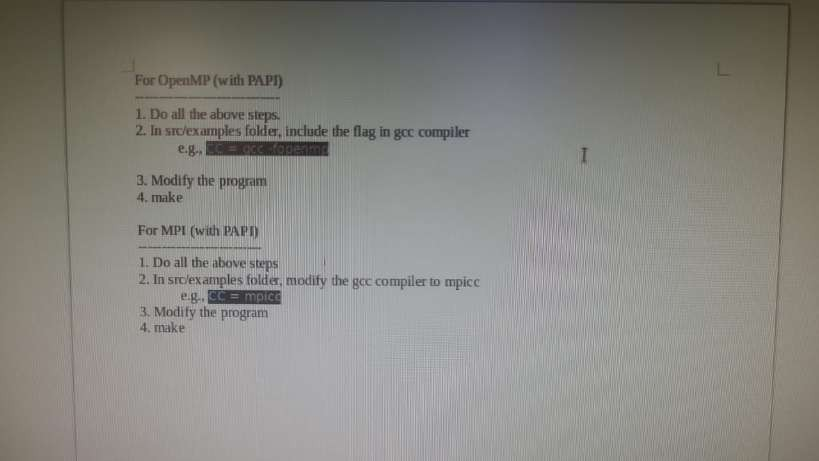 For OpenMP (with PAPI)
--------------------------------
1. Do all the above steps.
2. In src/examples folder, include the flag in gcc compiler
e.g., CC = gcc -fopenmp
3. Modify the program
4. make
For MPI (with PAPI)
----------------------------
1. Do all the above steps
2. In src/examples folder, modify the gcc compiler to mpicc
e.g., CC = mpicc
3. Modify the program
4. make